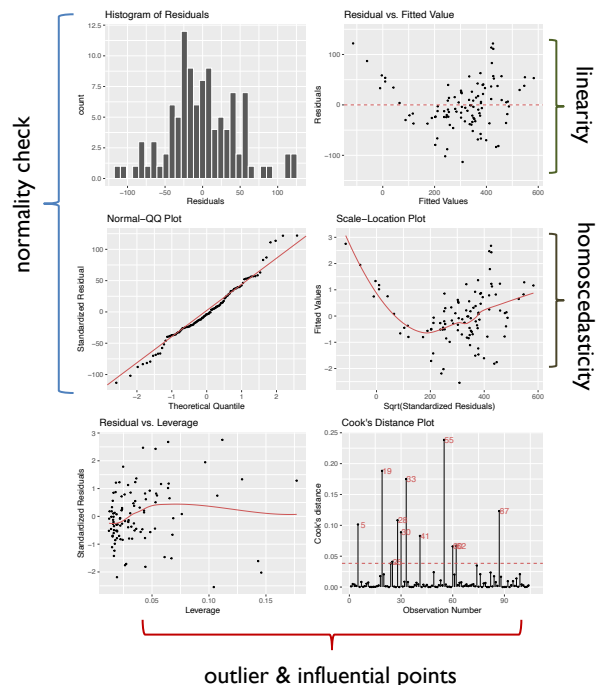 Histogram of Residuals
12.5
10.0
7.5
5.0
2.5
0.0
count
-100 -50 0 50 100
Residuals
Residual vs. Fitted Value
100
0
-100
Residuals
0 200 400 600
Fitted Values
normality check
linearity
Normal-QQ Plot
100
50
0
-50
-100
Standardized Residual
-2 -1 0 1 2
Theoretical Quantile
Scale-Location Plot
3
2
1
0
-1
-2
Fitted Values
0 200 400 600
Sqrt(Standardized Residuals)
homoscedasticity
Residual vs. Leverage
3
2
1
0
-1
-2
Standardized Residuals
0.05 0.10 0.15
Leverage
Cook's Distance Plot
0.25
0.20
0.15
0.10
0.05
0.00
Cook's distance
55
19
33
87
5
41
0 30 60 90
Observation Number
outlier & influential points